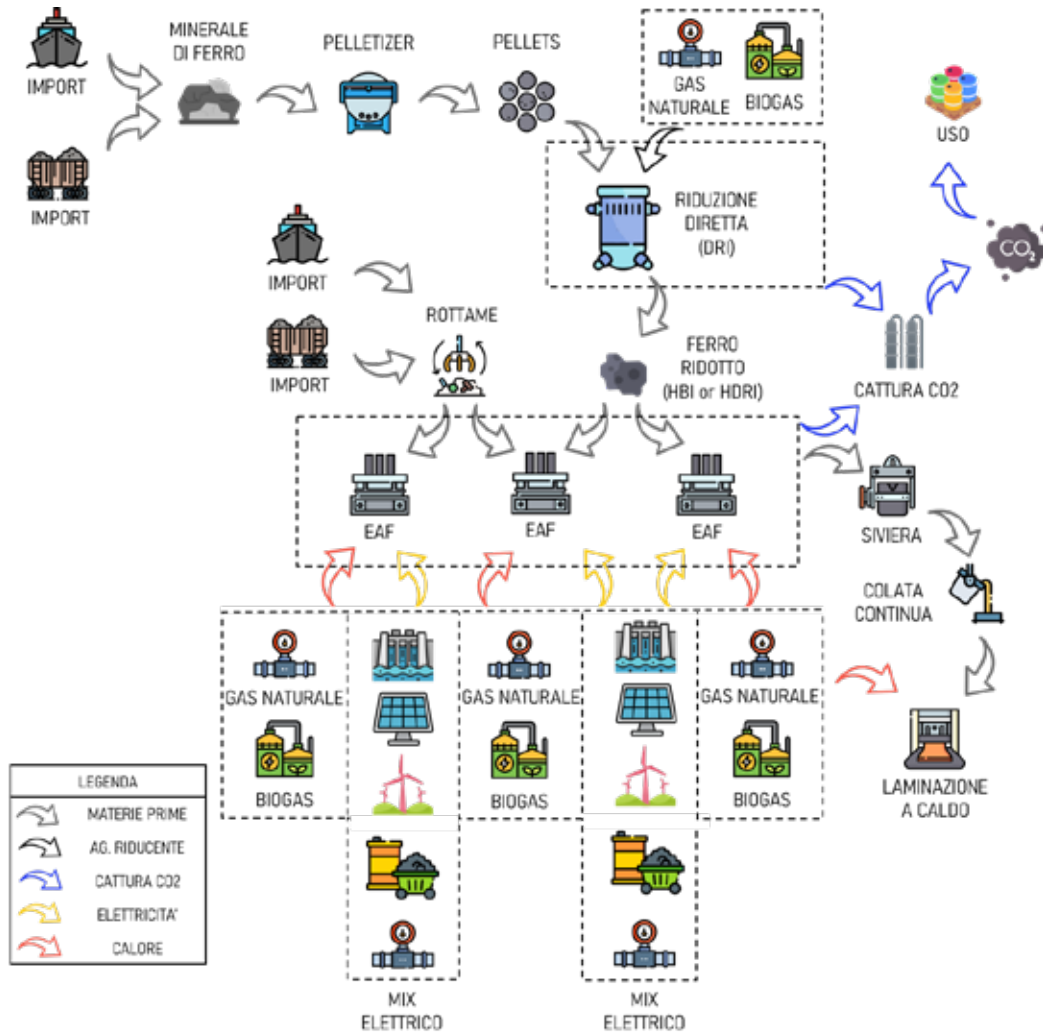 IMPORT
MINERALE
DI FERRO
PELLETIZER
PELLETS
GAS
NATURALE
BIOGAS
USO
IMPORT
RIDUZIONE
DIRETTA
(DRI)
CO2
IMPORT
ROTTAME
IMPORT
FERRO
RIDOTTO
(HBI or HDRI)
CATTURA CO2
EAF
EAF
EAF
SIVIERA
COLATA
CONTINUA
GAS NATURALE
GAS NATURALE
GAS NATURALE
BIOGAS
BIOGAS
BIOGAS
LAMINAZIONE
A CALDO
LEGENDA
MATERIE PRIME
AG. RIDUCENTE
CATTURA CO2
ELETTRICITA'
CALORE
MIX
ELETTRICO
MIX
ELETTRICO